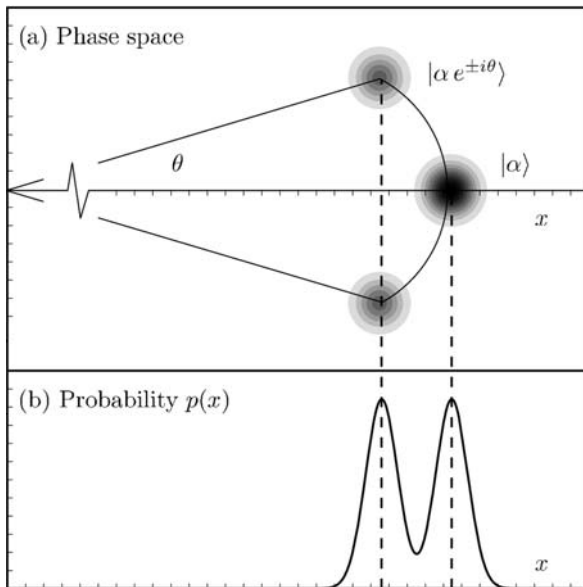 (a) Phase space
|α e^{±iθ}⟩
|α⟩
θ
x
(b) Probability p(x)
x